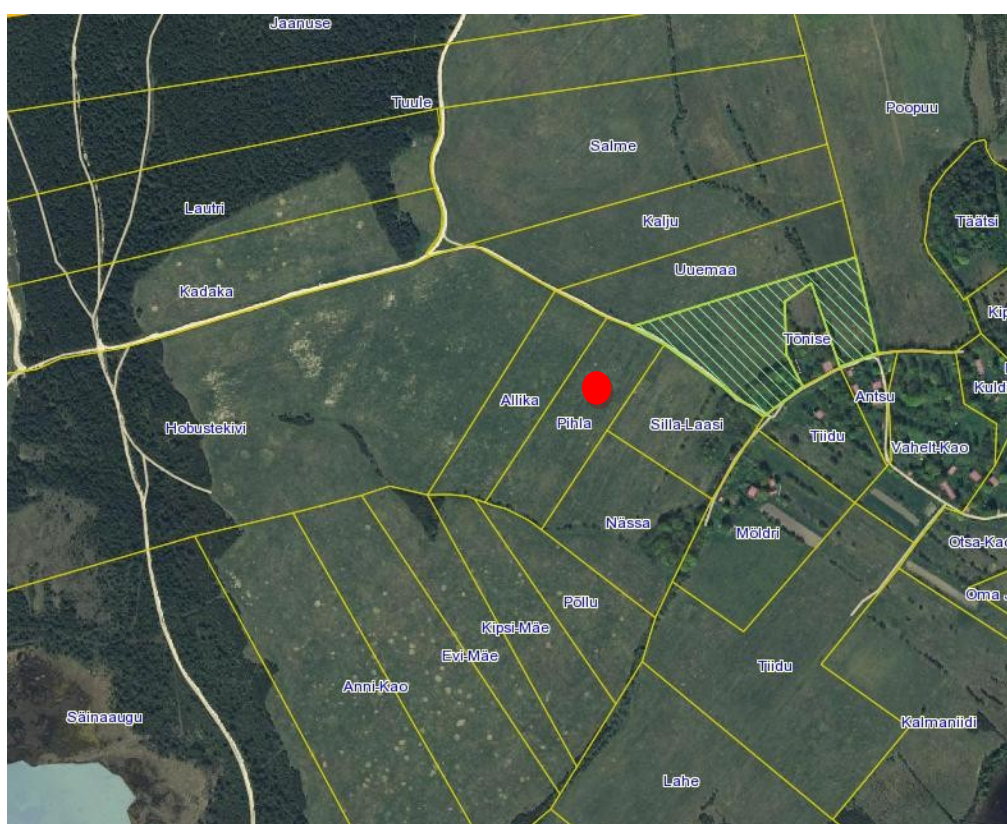 Jaanuse
Tuule
Poopuu
Salme
Lautri
Kalju
Täätsi
Uuemaa
Kadaka
Tõnise
Allika
Antsu
Pihla
Silla-Laasi
Hobustekivi
Tiidu
Vahelt-Kao
Nässa
Möldri
Otsa-Kao
Põllu
Kipsi-Mäe
Evi-Mäe
Tiidu
Anni-Kao
Säinaaugu
Kalmaniidi
Lahe